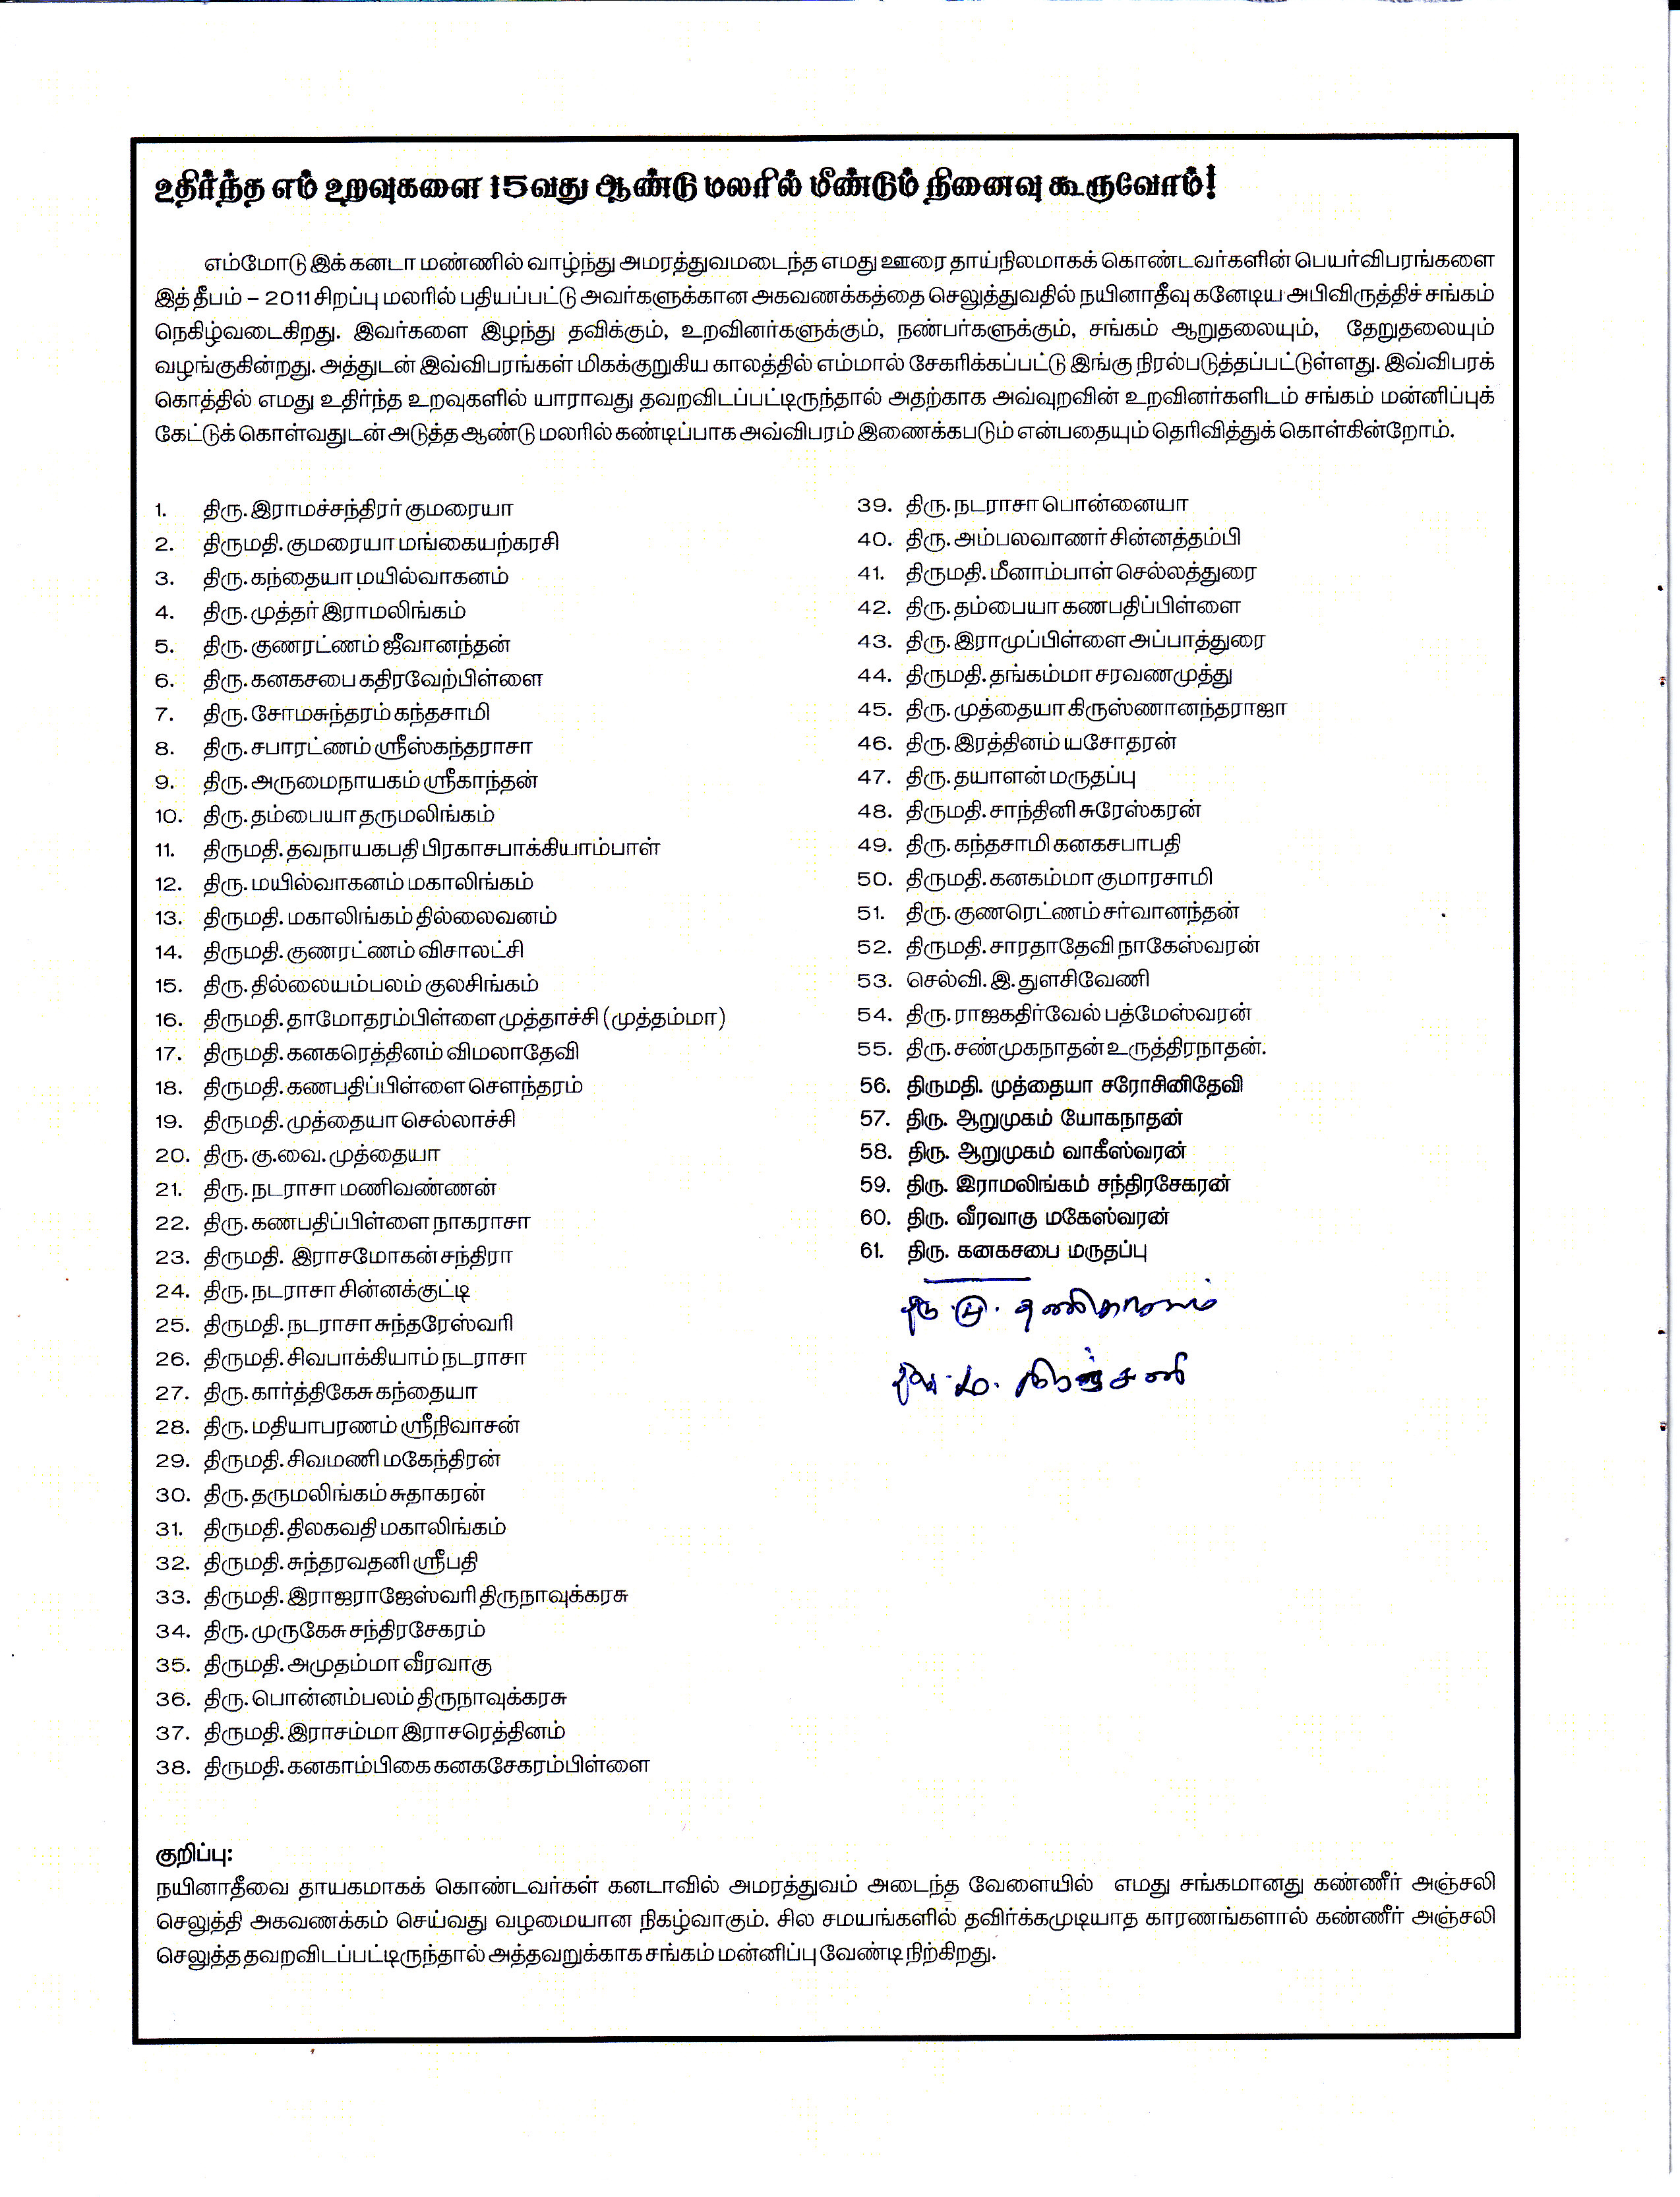 உதிர்ந்த எம் உறவுகளை 15வது ஆண்டு மலரில் மீண்டும் நினைவு கூருவோம்!
எம்மோடு இக் கனடா மண்ணில் வாழ்ந்து அமரத்துவமடைந்த எமது ஊரை தாய்நிலமாகக் கொண்டவர்களின் பெயர்விபரங்களை
இத்தீபம் – 2011 சிறப்பு மலரில் பதியப்பட்டு அவர்களுக்கான அகவணக்கத்தை செலுத்துவதில் நயினாதீவு கனேடிய அபிவிருத்திச் சங்கம்
நெகிழ்வடைகிறது. இவர்களை இழந்து தவிக்கும், உறவினர்களுக்கும், நண்பர்களுக்கும், சங்கம் ஆறுதலையும், தேறுதலையும்
வழங்குகின்றது. அத்துடன் இவ்விபரங்கள் மிகக்குறுகிய காலத்தில் எம்மால் சேகரிக்கப்பட்டு இங்கு நிரல்படுத்தப்பட்டுள்ளது. இவ்விபரக்
கொத்தில் எமது உதிர்ந்த உறவுகளில் யாராவது தவறவிடப்பட்டிருந்தால் அதற்காக அவ்வுறவின் உறவினர்களிடம் சங்கம் மன்னிப்புக்
கேட்டுக் கொள்வதுடன் அடுத்த ஆண்டு மலரில் கண்டிப்பாக அவ்விபரம் இணைக்கபடும் என்பதையும் தெரிவித்துக் கொள்கின்றோம்.
1. திரு. இராமச்சந்திரர் குமரையா
2. திருமதி. குமரையா மங்கையற்கரசி
3. திரு. கந்தையா மயில்வாகனம்
4. திரு. முத்தர் இராமலிங்கம்
5. திரு. குணரட்ணம் ஜீவானந்தன்
6. திரு. கனகசபை கதிரவேற்பிள்ளை
7. திரு. சோமசுந்தரம் கந்தசாமி
8. திரு. சபாரட்ணம் ஸ்ரீஸ்கந்தராசா
9. திரு. அருமைநாயகம் ஸ்ரீகாந்தன்
10. திரு. தம்பையா தருமலிங்கம்
11. திருமதி. தவநாயகபதி பிரகாசபாக்கியாம்பாள்
12. திரு. மயில்வாகனம் மகாலிங்கம்
13. திருமதி. மகாலிங்கம் தில்லைவனம்
14. திருமதி. குணரட்ணம் விசாலட்சி
15. திரு. தில்லையம்பலம் குலசிங்கம்
16. திருமதி. தாமோதரம்பிள்ளை முத்தாச்சி (முத்தம்மா)
17. திருமதி. கனகரெத்தினம் விமலாதேவி
18. திருமதி. கணபதிப்பிள்ளை சௌந்தரம்
19. திருமதி. முத்தையா செல்லாச்சி
20. திரு. கு.வை. முத்தையா
21. திரு. நடராசா மணிவண்ணன்
22. திரு. கணபதிப்பிள்ளை நாகராசா
23. திருமதி. இராசமோகன் சந்திரா
24. திரு. நடராசா சின்னக்குட்டி
25. திருமதி. நடராசா சுந்தரேஸ்வரி
26. திருமதி. சிவபாக்கியாம் நடராசா
27. திரு. கார்த்திகேசு கந்தையா
28. திரு. மதியாபரணம் ஸ்ரீநிவாசன்
29. திருமதி. சிவமணி மகேந்திரன்
30. திரு. தருமலிங்கம் சுதாகரன்
31. திருமதி. திலகவதி மகாலிங்கம்
32. திருமதி. சுந்தரவதனி ஸ்ரீபதி
33. திருமதி. இராஜராஜேஸ்வரி திருநாவுக்கரசு
34. திரு. முருகேசு சந்திரசேகரம்
35. திருமதி. அமுதம்மா வீரவாகு
36. திரு. பொன்னம்பலம் திருநாவுக்கரசு
37. திருமதி. இராசம்மா இராசரெத்தினம்
38. திருமதி. கனகாம்பிகை கனகசேகரம்பிள்ளை
39. திரு. நடராசா பொன்னையா
40. திரு. அம்பலவாணர் சின்னத்தம்பி
41. திருமதி. மீனாம்பாள் செல்லத்துரை
42. திரு. தம்பையா கணபதிப்பிள்ளை
43. திரு. இராமுப்பிள்ளை அப்பாத்துரை
44. திருமதி. தங்கம்மா சரவணமுத்து
45. திரு. முத்தையா கிருஸ்ணானந்தராஜா
46. திரு. இரத்தினம் யசோதரன்
47. திரு. தயாளன் மருதப்பு
48. திருமதி. சாந்தினி சுரேஸ்கரன்
49. திரு. கந்தசாமி கனகசபாபதி
50. திருமதி. கனகம்மா குமாரசாமி
51. திரு. குணரெட்ணம் சர்வானந்தன்
52. திருமதி. சாரதாதேவி நாகேஸ்வரன்
53. செல்வி. இ. துளசிவேணி
54. திரு. ராஜகதிர்வேல் பத்மேஸ்வரன்
55. திரு. சண்முகநாதன் உருத்திரநாதன்.
56. திருமதி. முத்தையா சரோசினிதேவி
57. திரு. ஆறுமுகம் யோகநாதன்
58. திரு. ஆறுமுகம் வாகீஸ்வரன்
59. திரு. இராமலிங்கம் சந்திரசேகரன்
60. திரு. வீரவாகு மகேஸ்வரன்
61. திரு. கனகசபை மருதப்பு
குறிப்பு:
நயினாதீவை தாயகமாகக் கொண்டவர்கள் கனடாவில் அமரத்துவம் அடைந்த வேளையில் எமது சங்கமானது கண்ணீர் அஞ்சலி
செலுத்தி அகவணக்கம் செய்வது வழமையான நிகழ்வாகும். சில சமயங்களில் தவிர்க்கமுடியாத காரணங்களால் கண்ணீர் அஞ்சலி
செலுத்த தவறவிடப்பட்டிருந்தால் அத்தவறுக்காக சங்கம் மன்னிப்பு வேண்டி நிற்கிறது.